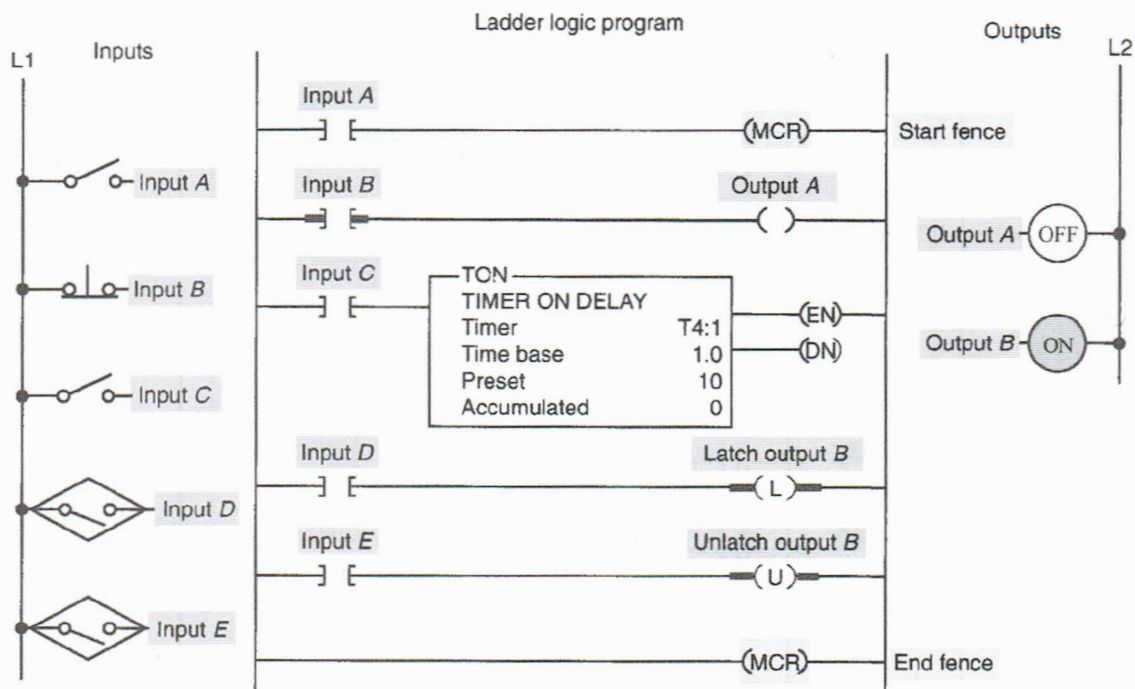 Ladder logic program
Inputs
Outputs
L1
L2
Input A
(MCR)
Start fence
Input A
Input B
Output A
Output A
OFF
Input B
Input C
TON
TIMER ON DELAY
Timer T4:1
Time base 1.0
Preset 10
Accumulated 0
(EN)
(DN)
Output B
ON
Input C
Input D
Latch output B
(L)
Input D
Input E
Unlatch output B
(U)
Input E
(MCR)
End fence